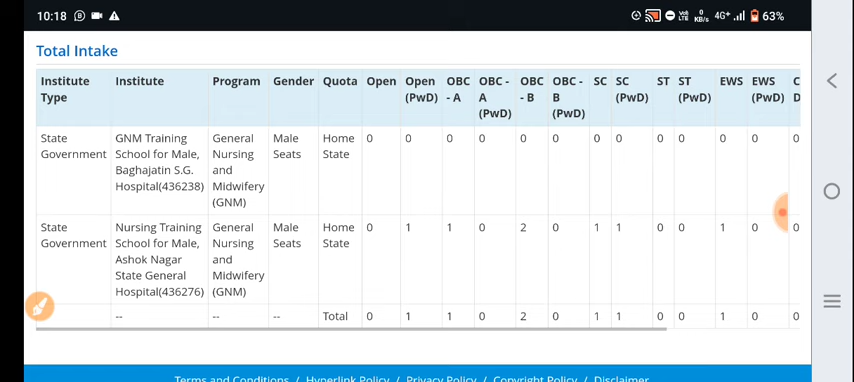 10:18
Vo) LTE 0 KB/s 4G+ 63%
Total Intake
Institute Type Institute Program Gender Quota Open Open (PwD) OBC - A OBC - A (PwD) OBC - B OBC - B (PwD) SC SC (PwD) ST ST (PwD) EWS EWS (PwD)
State Government GNM Training School for Male, Baghajatin S.G. Hospital(436238) General Nursing and Midwifery (GNM) Male Seats Home State 0 0 0 0 0 0 0 0 0 0 0 0 0
State Government Nursing Training School for Male, Ashok Nagar State General Hospital(436276) General Nursing and Midwifery (GNM) Male Seats Home State 0 1 1 0 2 0 1 1 0 0 1 0 0
-- -- -- Total 0 1 1 0 2 0 1 1 0 0 1 0 0
Terms and Conditions / Hyperlink Policy / Privacy Policy / Copyright Policy / Disclaimer